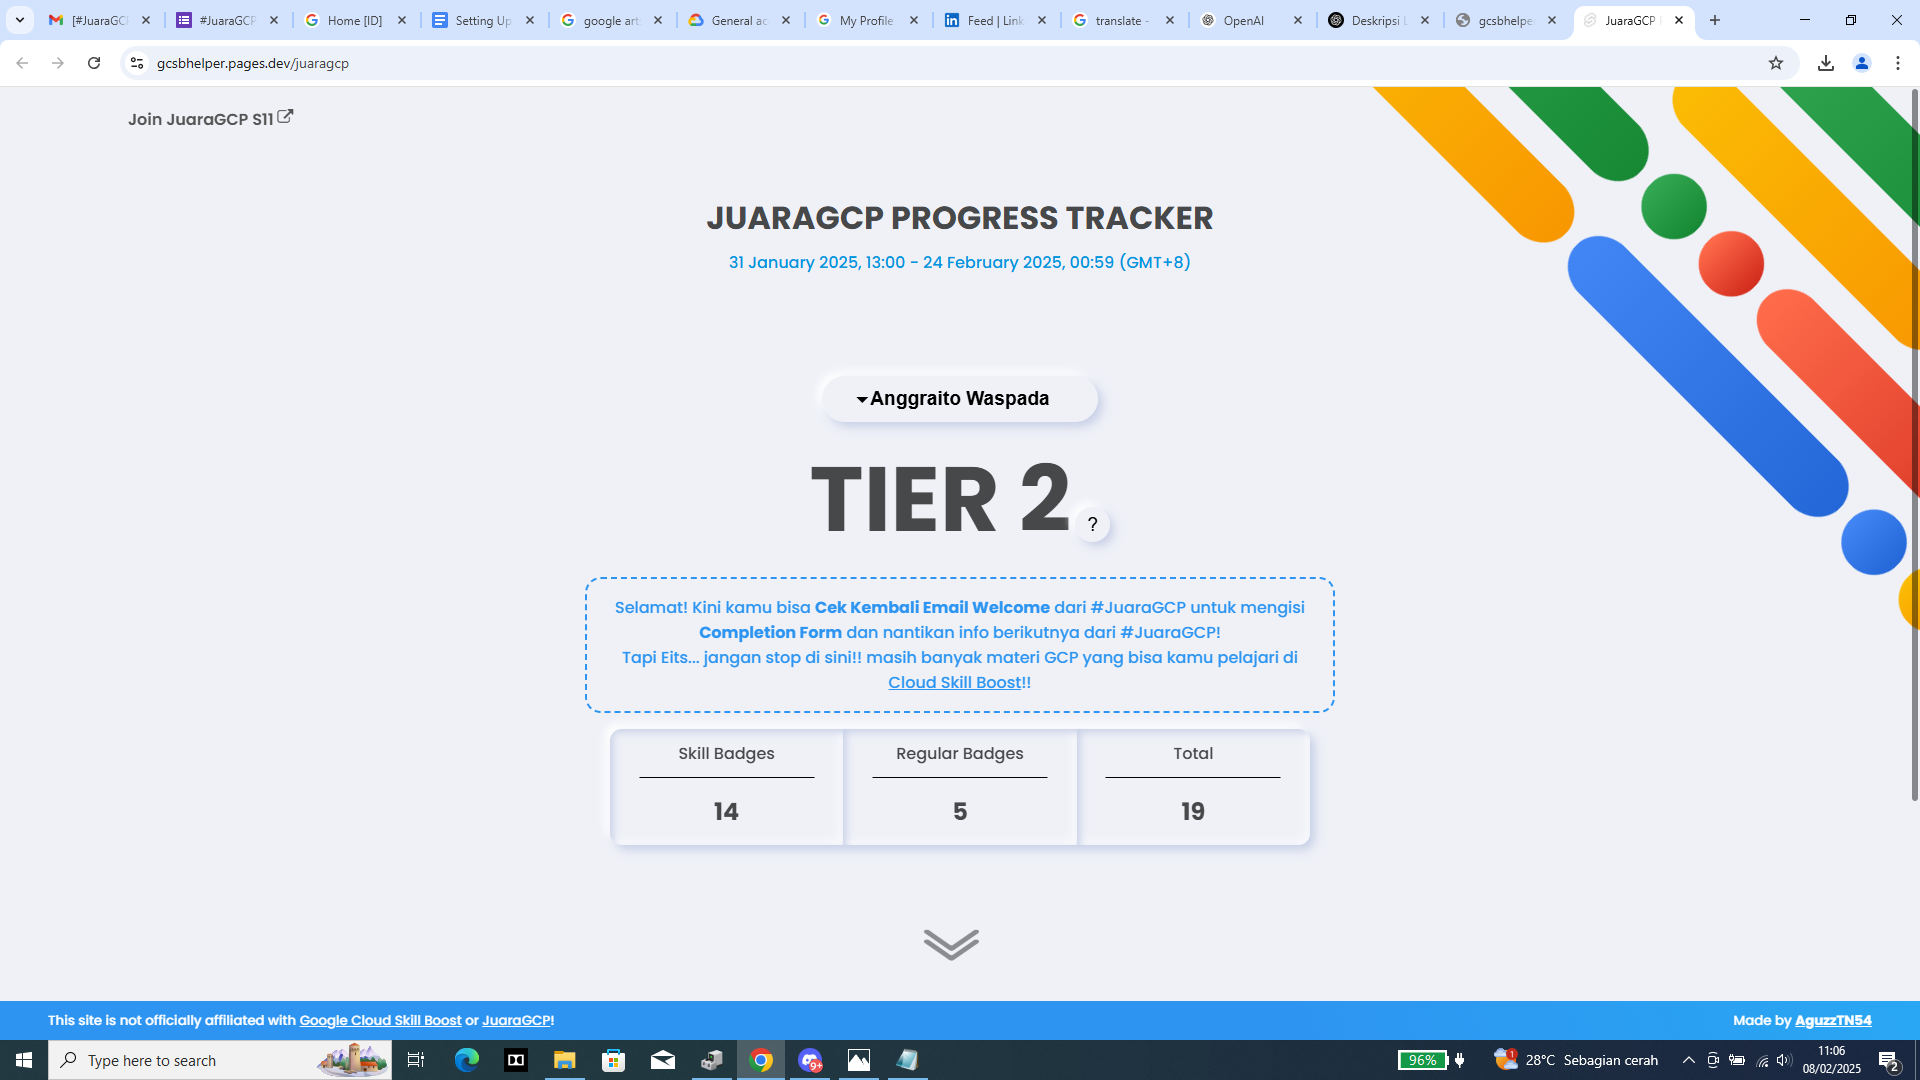 [#JuaraGC
#JuaraGCP
Home [ID]
Setting Up
google art
General ac
My Profile
Feed | Link
translate -
OpenAI
Deskripsi L
gcsbhelper
JuaraGCP
gcsbhelper.pages.dev/juaragcp
Join JuaraGCP S11
JUARAGCP PROGRESS TRACKER
31 January 2025, 13:00 - 24 February 2025, 00:59 (GMT+8)
Anggraito Waspada
TIER 2
?
Selamat! Kini kamu bisa Cek Kembali Email Welcome dari #JuaraGCP untuk mengisi
Completion Form dan nantikan info berikutnya dari #JuaraGCP!
Tapi Eits... jangan stop di sini!! masih banyak materi GCP yang bisa kamu pelajari di
Cloud Skill Boost!!
Skill Badges Regular Badges Total
14 5 19
This site is not officially affiliated with Google Cloud Skill Boost or JuaraGCP!
Made by AguzzTN54
Type here to search
9+
96%
1
28°C Sebagian cerah
11:06
08/02/2025
2